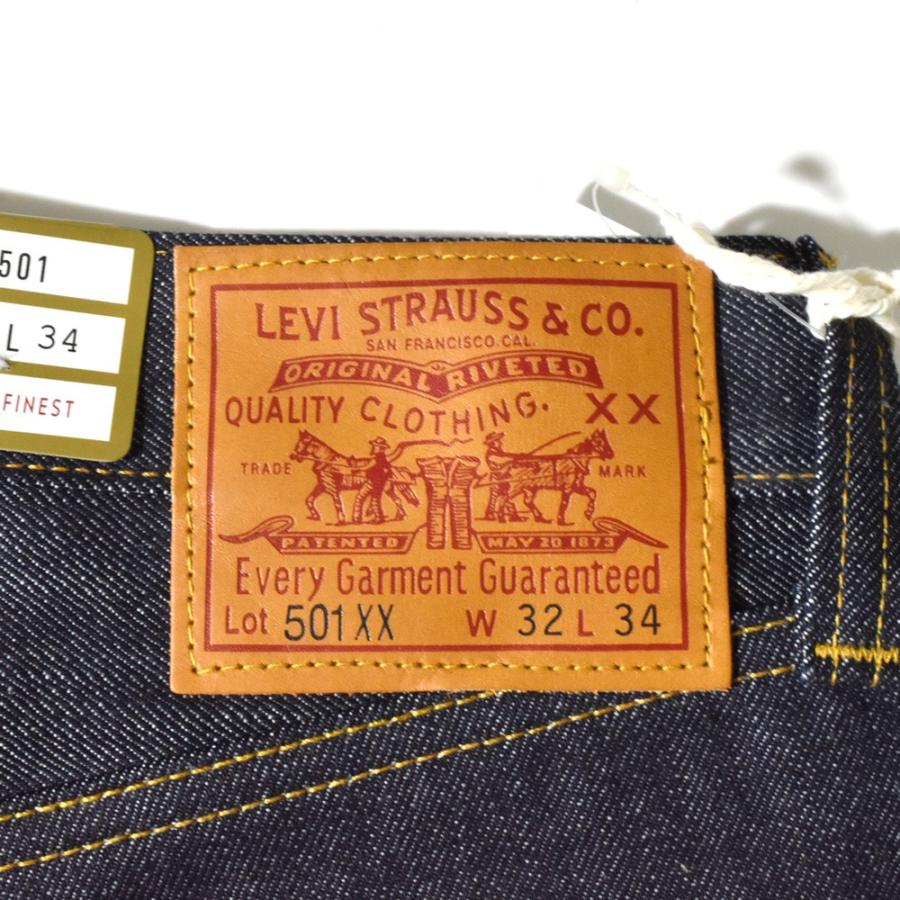 501
L 34
FINEST
LEVI STRAUSS & CO.
SAN FRANCISCO. CAL.
ORIGINAL RIVETED
QUALITY CLOTHING. XX
TRADE MARK
PATENTED MAY 20 1873
Every Garment Guaranteed
Lot 501XX W 32 L 34